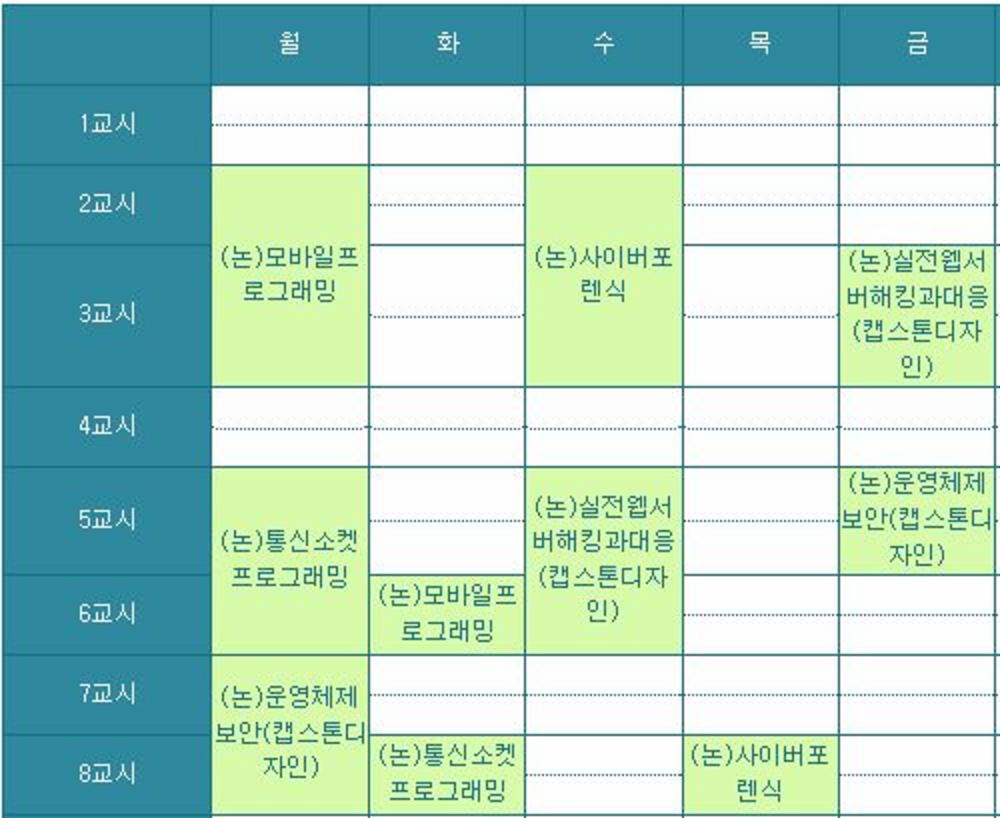 월 화 수 목 금
1교시
2교시
(논)모바일프
로그래밍
(논)사이버포
렌식
3교시
(논)실전웹서
버해킹과대응
(캡스톤디자
인)
4교시
5교시
(논)통신소켓
프로그래밍
(논)실전웹서
버해킹과대응
(캡스톤디자
인)
(논)운영체제
보안(캡스톤디
자인)
6교시
(논)모바일프
로그래밍
7교시
(논)운영체제
보안(캡스톤디
자인)
8교시
(논)통신소켓
프로그래밍
(논)사이버포
렌식